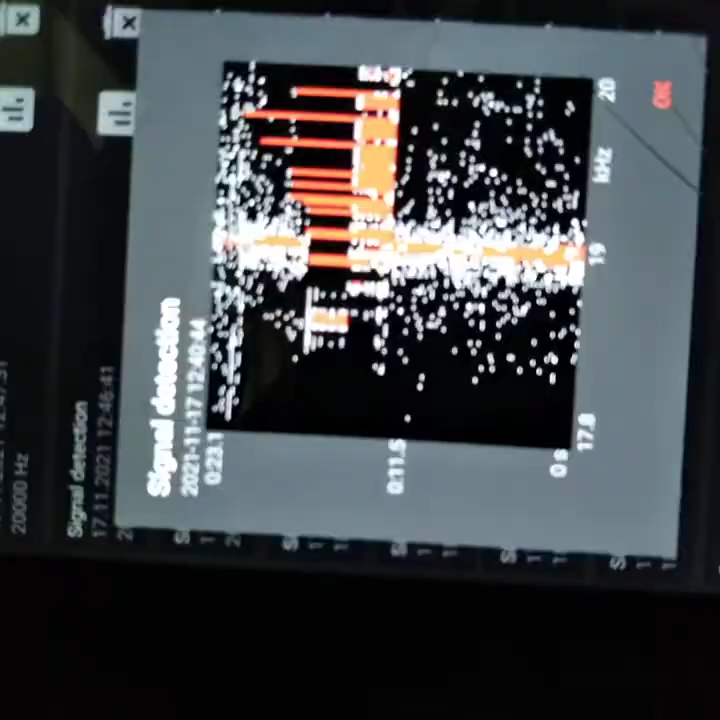 20000 Hz
Signal detection
17.11.2021 12:46:41
Signal detection
2021-11-17 12:40:44
0:23.1
0:11.5
0 s
17.8
19
kHz
20
OK